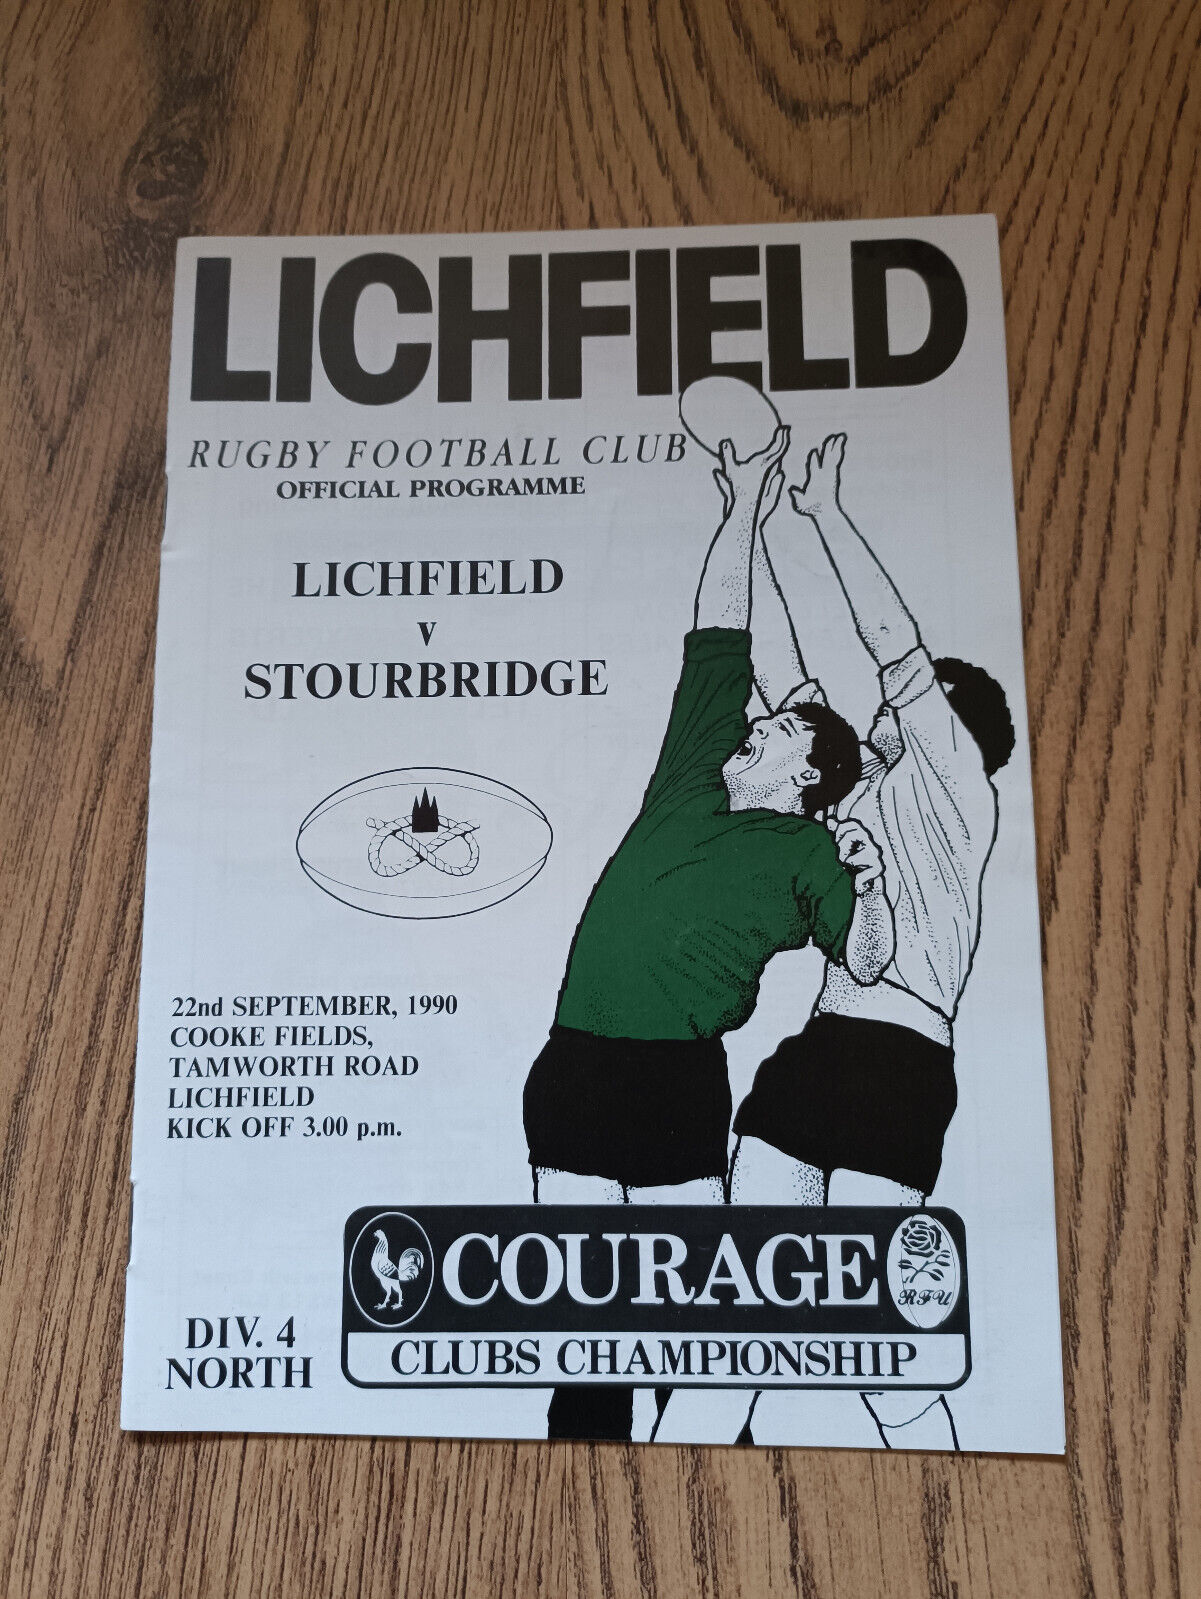 LICHFIELD
RUGBY FOOTBALL CLUB
OFFICIAL PROGRAMME
LICHFIELD
V
STOURBRIDGE
22nd SEPTEMBER, 1990
COOKE FIELDS,
TAMWORTH ROAD
LICHFIELD
KICK OFF 3.00 p.m.
COURAGE
RFU
CLUBS CHAMPIONSHIP
DIV. 4
NORTH